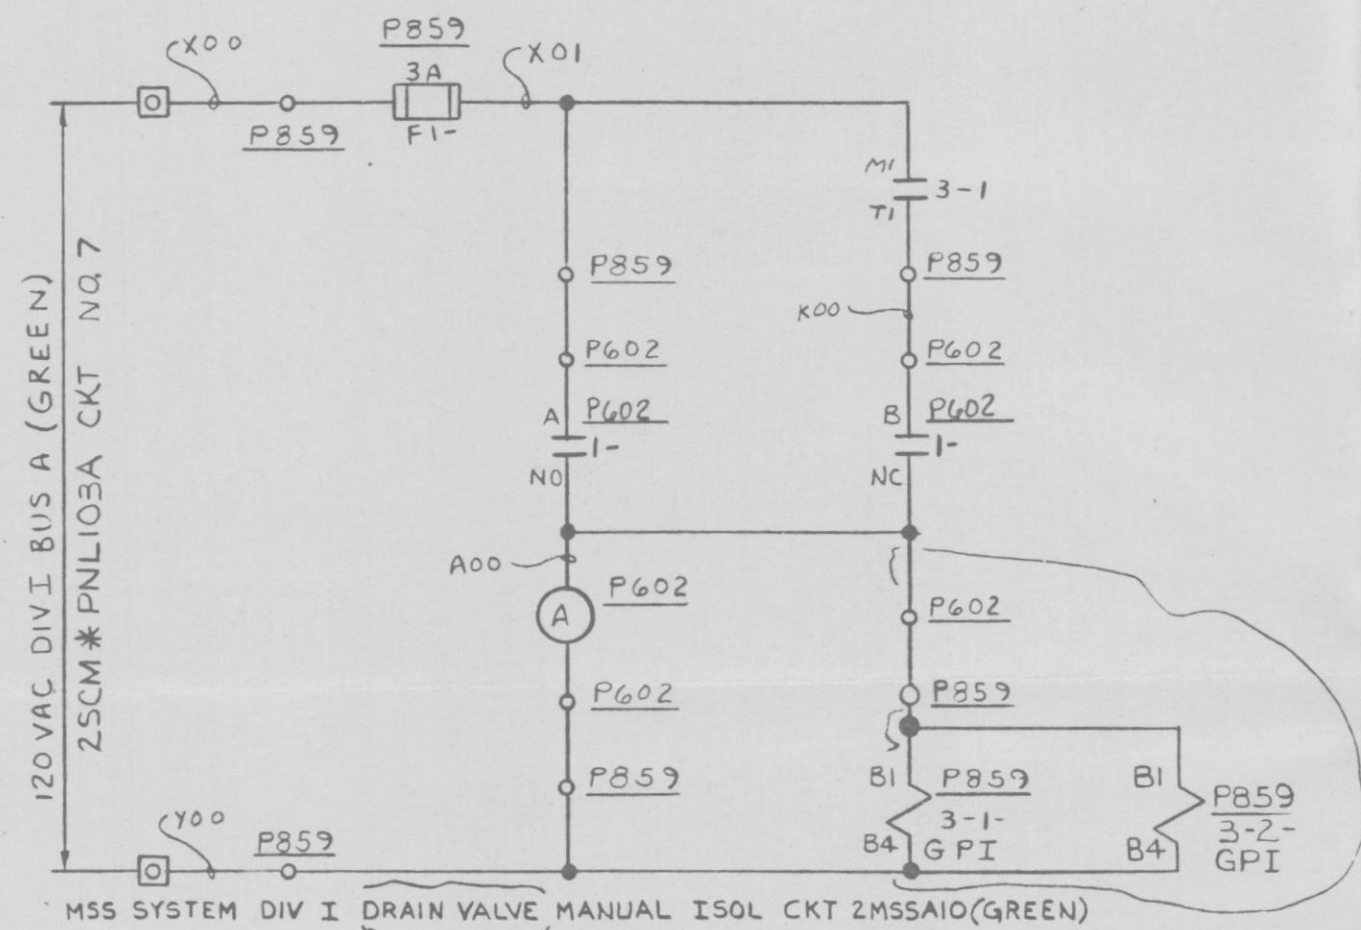 P859
X00
X01
3A
P859
F1-
M1
3-1
T1
P859
P859
K00
P602
P602
A P602
B P602
1-
1-
NO
NC
120VAC DIV I BUS A (GREEN)
2SCM*PNL103A CKT NO. 7
A00
P602
A
P602
P602
P859
P859
B1
P859
3-1-
GPI
B4
B1
P859
3-2-
GPI
B4
Y00
P859
MSS SYSTEM DIV I DRAIN VALVE MANUAL ISOL CKT 2MSSA10(GREEN)